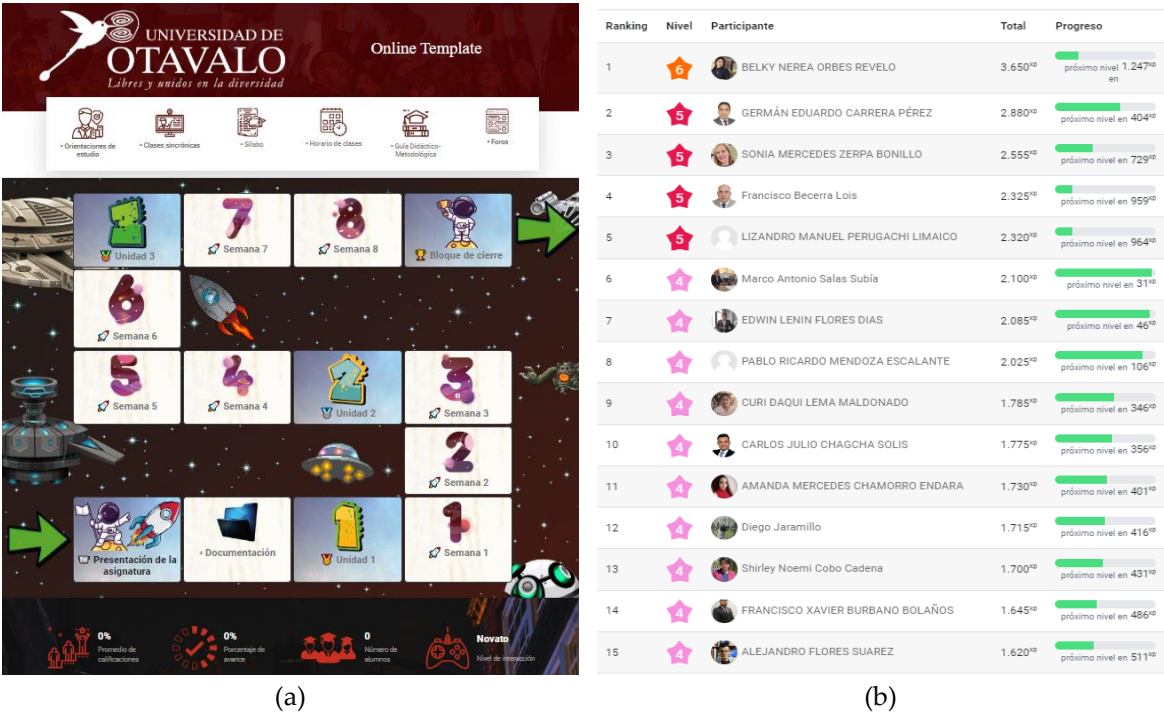 UNIVERSIDAD DE
OTAVALO
Libres y unidos en la diversidad
Online Template
• Orientaciones de
estudio
• Clases sincrónicas
• Sílabo
• Horario de clases
• Guía Didáctico-
Metodológica
• Foros
Unidad 3
7
Semana 7
8
Semana 8
Bloque de cierre
6
Semana 6
5
Semana 5
4
Semana 4
2
Unidad 2
3
Semana 3
2
Semana 2
Presentación de la
asignatura
• Documentación
1
Unidad 1
1
Semana 1
0%
Promedio de
calificaciones
0%
Porcentaje de
avance
0
Número de
alumnos
Novato
Nivel de interacción
(a)
Ranking Nivel Participante Total Progreso
1 6 BELKY NEREA ORBES REVELO 3.650xp próximo nivel 1.247xp
en
2 5 GERMÁN EDUARDO CARRERA PÉREZ 2.880xp próximo nivel en 404xp
3 5 SONIA MERCEDES ZERPA BONILLO 2.555xp próximo nivel en 729xp
4 5 Francisco Becerra Lois 2.325xp próximo nivel en 959xp
5 5 LIZANDRO MANUEL PERUGACHI LIMAICO 2.320xp próximo nivel en 964xp
6 4 Marco Antonio Salas Subía 2.100xp próximo nivel en 31xp
7 4 EDWIN LENIN FLORES DIAS 2.085xp próximo nivel en 46xp
8 4 PABLO RICARDO MENDOZA ESCALANTE 2.025xp próximo nivel en 106xp
9 4 CURI DAQUI LEMA MALDONADO 1.785xp próximo nivel en 346xp
10 4 CARLOS JULIO CHAGCHA SOLIS 1.775xp próximo nivel en 356xp
11 4 AMANDA MERCEDES CHAMORRO ENDARA 1.730xp próximo nivel en 401xp
12 4 Diego Jaramillo 1.715xp próximo nivel en 416xp
13 4 Shirley Noemi Cobo Cadena 1.700xp próximo nivel en 431xp
14 4 FRANCISCO XAVIER BURBANO BOLAÑOS 1.645xp próximo nivel en 486xp
15 4 ALEJANDRO FLORES SUAREZ 1.620xp próximo nivel en 511xp
(b)